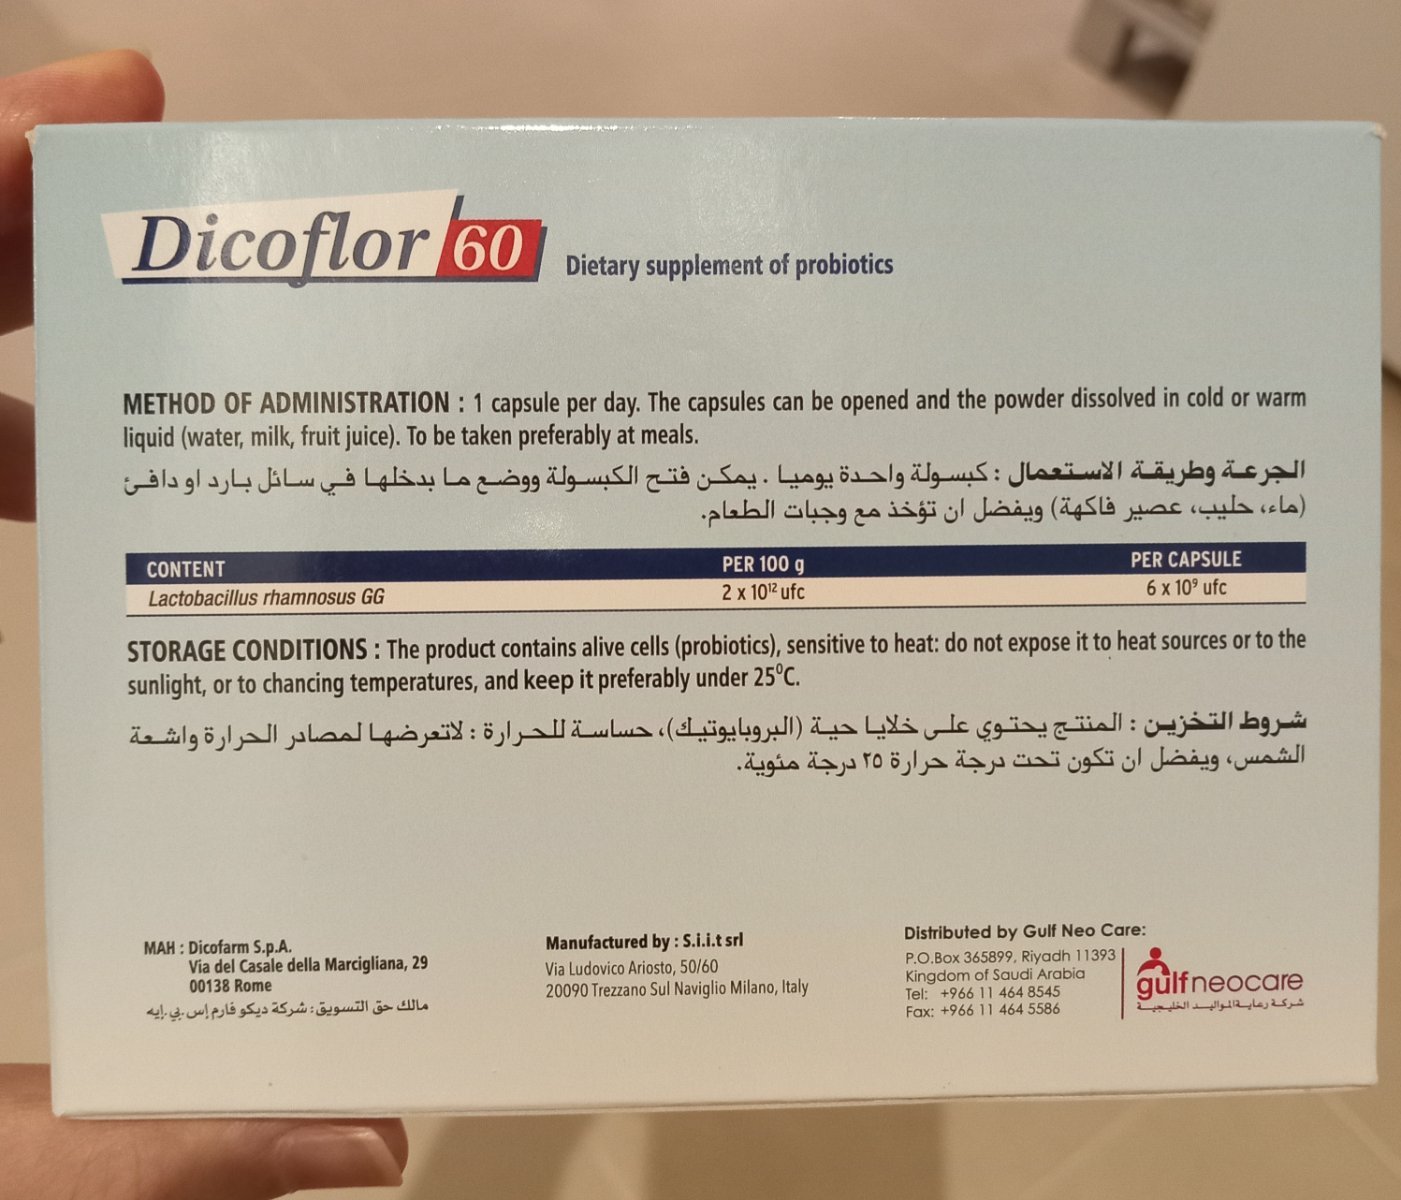 Dicoflor 60
Dietary supplement of probiotics
METHOD OF ADMINISTRATION : 1 capsule per day. The capsules can be opened and the powder dissolved in cold or warm
liquid (water, milk, fruit juice). To be taken preferably at meals.
الجرعة وطريقة الاستعمال : كبسولة واحدة يوميا . يمكن فتح الكبسولة ووضع ما بدخلها في سائل بارد او دافئ
(ماء، حليب، عصير فاكهة) ويفضل ان تؤخذ مع وجبات الطعام.
CONTENT PER 100 g PER CAPSULE
Lactobacillus rhamnosus GG 2 x 10¹² ufc 6 x 10⁹ ufc
STORAGE CONDITIONS : The product contains alive cells (probiotics), sensitive to heat: do not expose it to heat sources or to the
sunlight, or to chancing temperatures, and keep it preferably under 25⁰C.
شروط التخزين : المنتج يحتوي على خلايا حية (البروبايوتيك)، حساسة للحرارة : لاتعرضها لمصادر الحرارة واشعة
الشمس، ويفضل ان تكون تحت درجة حرارة ٢٥ درجة مئوية.
MAH : Dicofarm S.p.A.
Via del Casale della Marcigliana, 29
00138 Rome
مالك حق التسويق : شركة ديكو فارم إس.بي.إيه
Manufactured by : S.i.i.t srl
Via Ludovico Ariosto, 50/60
20090 Trezzano Sul Naviglio Milano, Italy
Distributed by Gulf Neo Care:
P.O.Box 365899, Riyadh 11393
Kingdom of Saudi Arabia
Tel: +966 11 464 8545
Fax: +966 11 464 5586
gulfneocare
شركة رعاية المواليد الخليجية